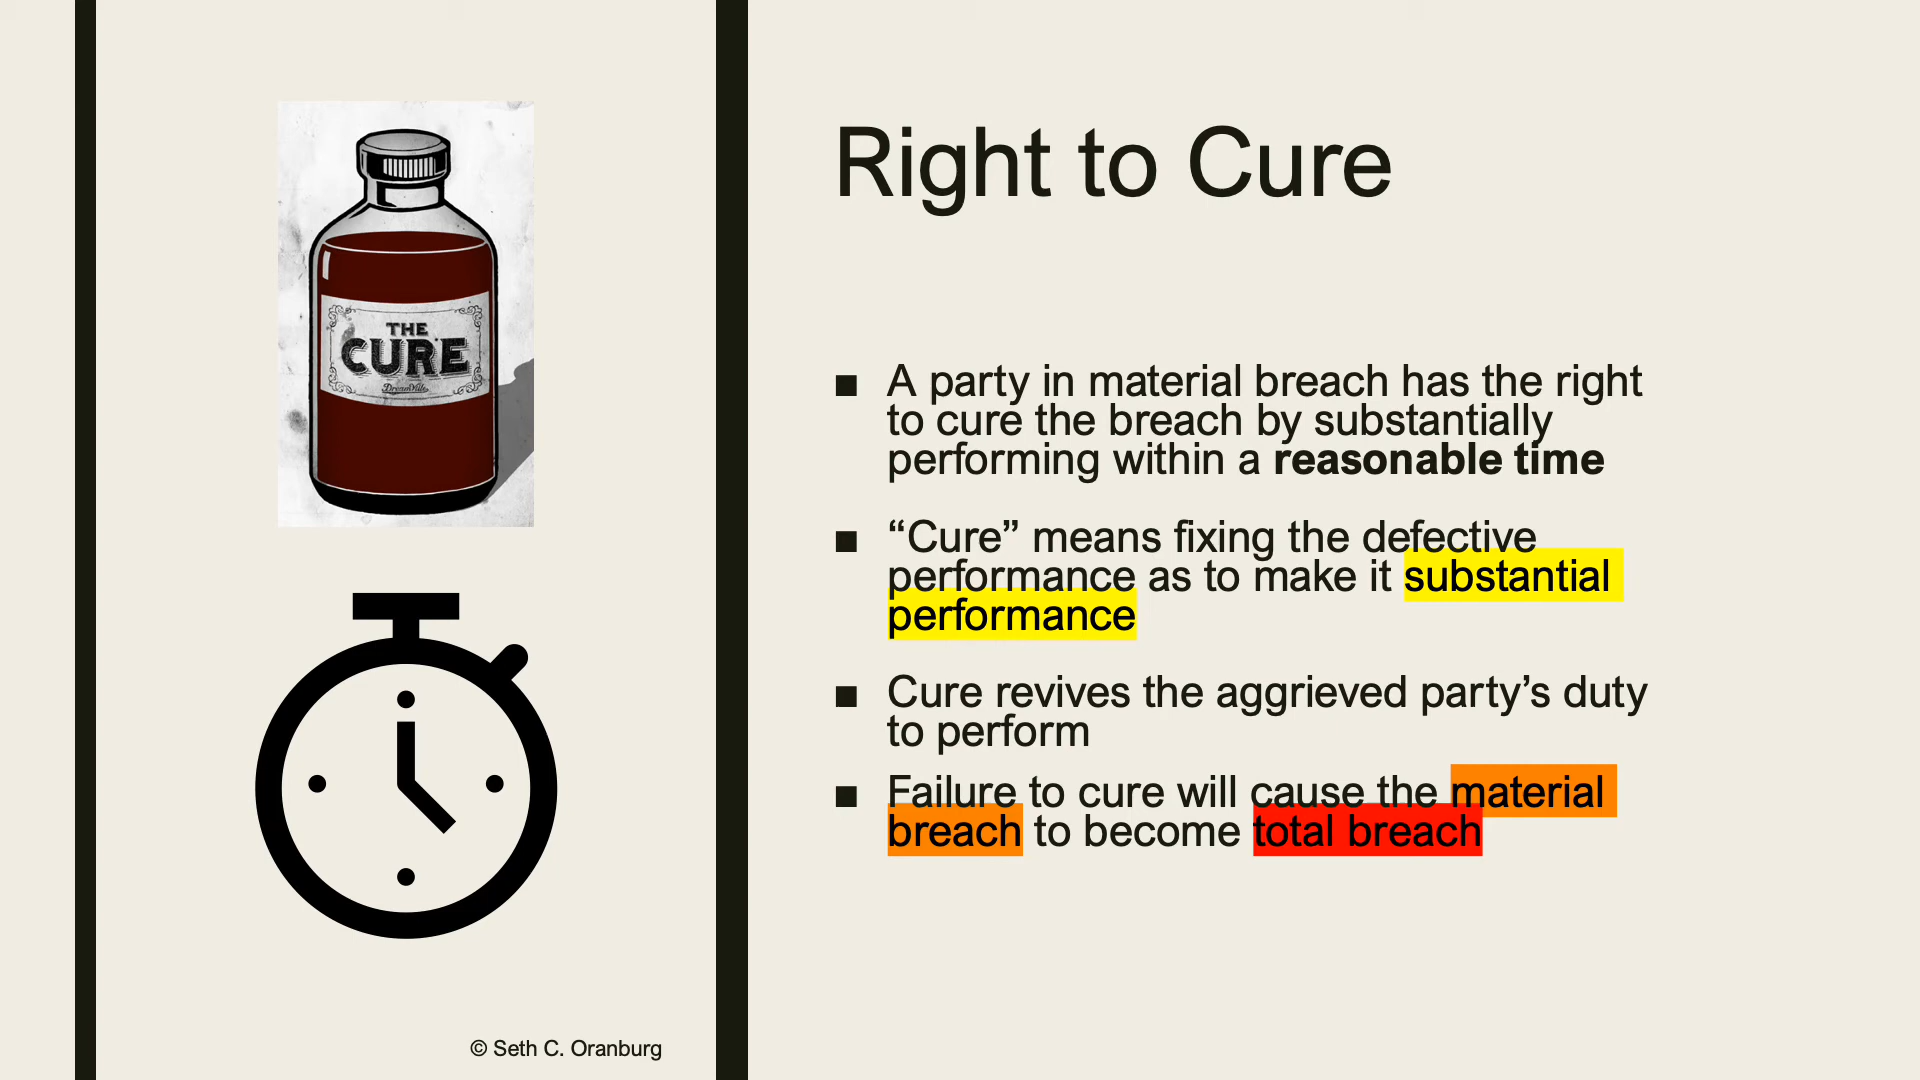 THE
CURE
DreamVille
© Seth C. Oranburg
Right to Cure
■ A party in material breach has the right
to cure the breach by substantially
performing within a reasonable time
■ “Cure” means fixing the defective
performance as to make it substantial
performance
■ Cure revives the aggrieved party’s duty
to perform
■ Failure to cure will cause the material
breach to become total breach